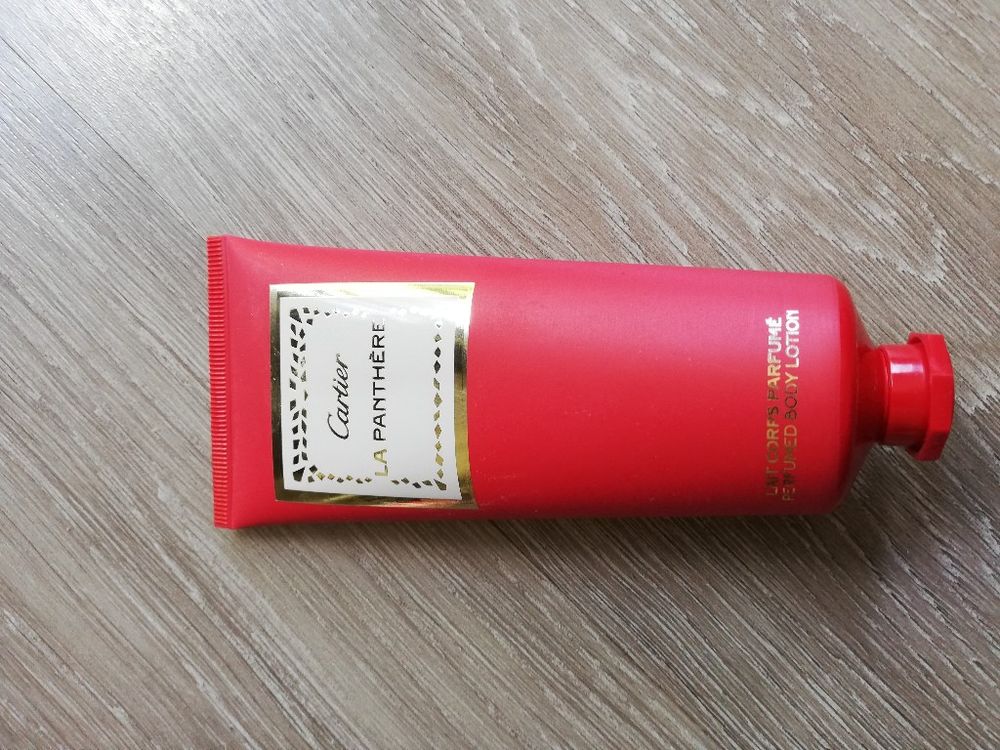 Cartier
LA PANTHÈRE
LAIT CORPS PARFUMÉ
PERFUMED BODY LOTION